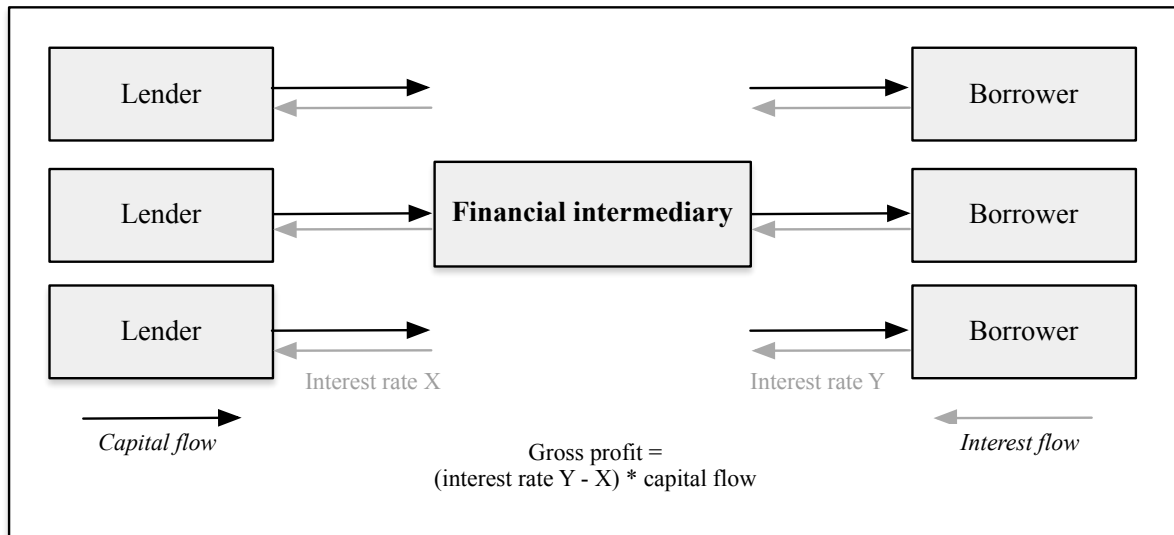 Lender
Borrower
Lender
Financial intermediary
Borrower
Lender
Borrower
Interest rate X
Interest rate Y
Capital flow
Interest flow
Gross profit =
(interest rate Y - X) * capital flow